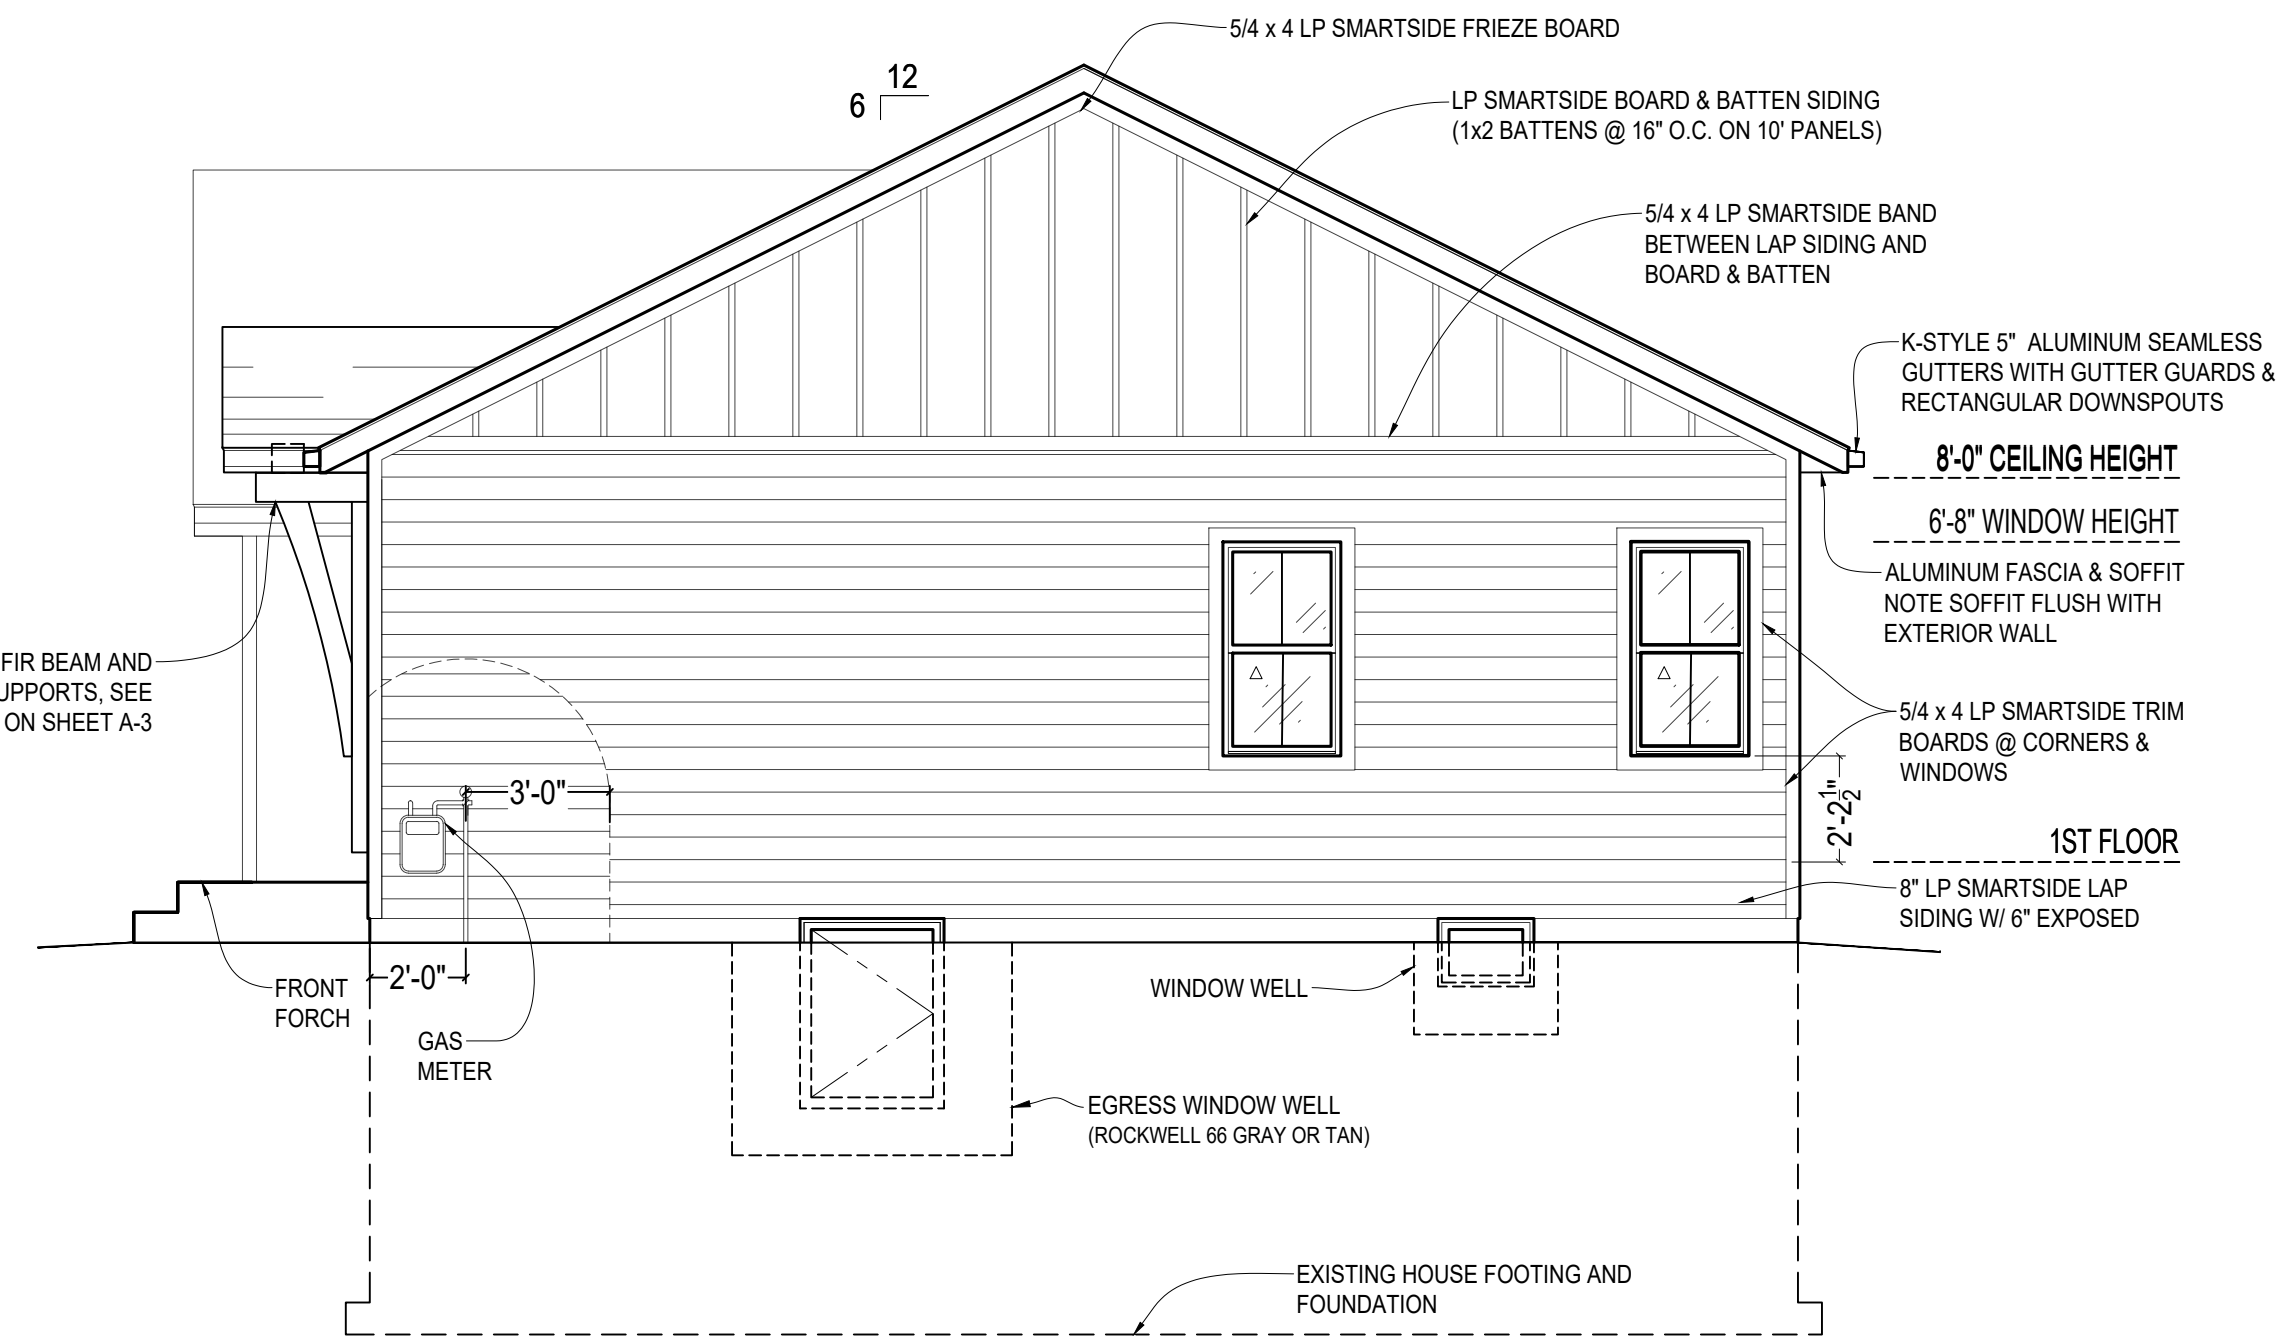 5/4 x 4 LP SMARTSIDE FRIEZE BOARD
12
6
LP SMARTSIDE BOARD & BATTEN SIDING
(1x2 BATTENS @ 16" O.C. ON 10' PANELS)
5/4 x 4 LP SMARTSIDE BAND
BETWEEN LAP SIDING AND
BOARD & BATTEN
K-STYLE 5" ALUMINUM SEAMLESS
GUTTERS WITH GUTTER GUARDS &
RECTANGULAR DOWNSPOUTS
8'-0" CEILING HEIGHT
6'-8" WINDOW HEIGHT
ALUMINUM FASCIA & SOFFIT
NOTE SOFFIT FLUSH WITH
EXTERIOR WALL
FIR BEAM AND
UPPORTS, SEE
ON SHEET A-3
5/4 x 4 LP SMARTSIDE TRIM
BOARDS @ CORNERS &
WINDOWS
3'-0"
2'-2 1/2"
1ST FLOOR
8" LP SMARTSIDE LAP
SIDING W/ 6" EXPOSED
2'-0"
FRONT
FORCH
WINDOW WELL
GAS
METER
EGRESS WINDOW WELL
(ROCKWELL 66 GRAY OR TAN)
EXISTING HOUSE FOOTING AND
FOUNDATION